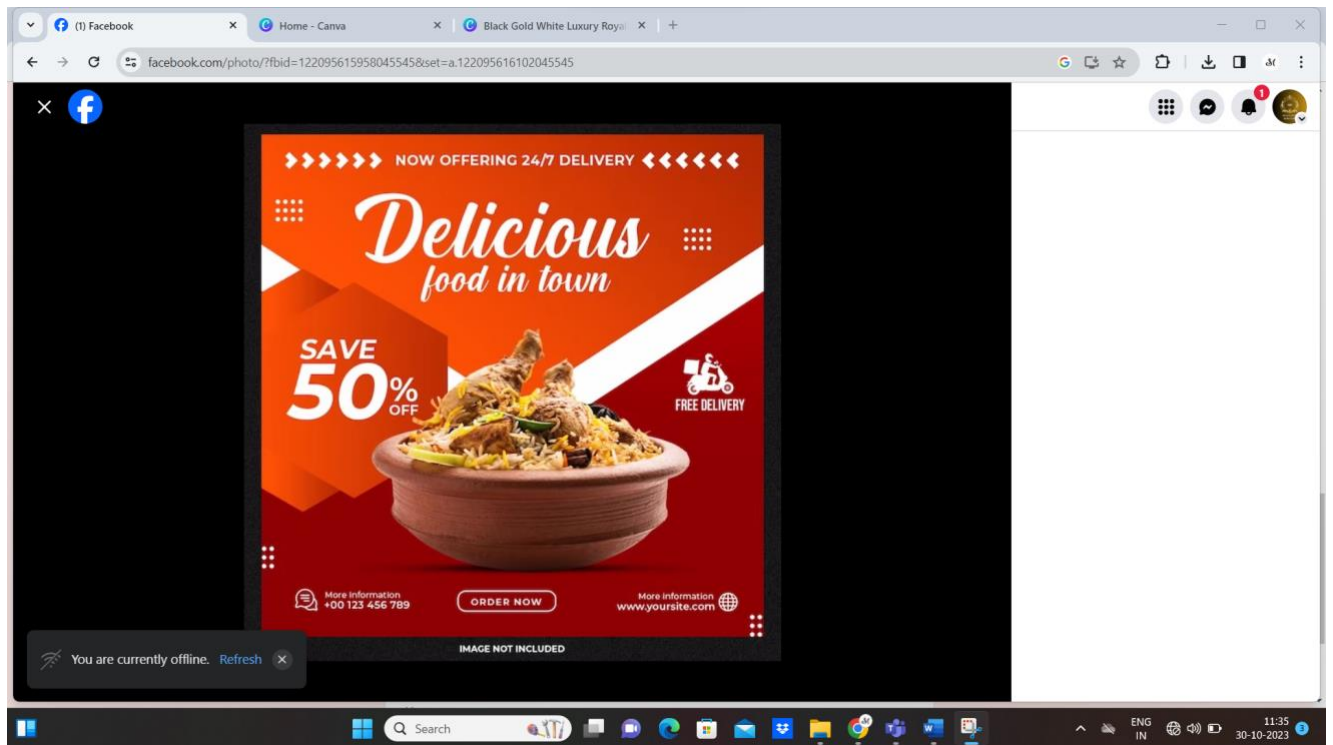 (1) Facebook
Home - Canva
Black Gold White Luxury Roya
facebook.com/photo/?fbid=122095615958045545&set=a.122095616102045545
1
NOW OFFERING 24/7 DELIVERY
Delicious
food in town
SAVE
50%
OFF
FREE DELIVERY
More Information
+00 123 456 789
ORDER NOW
More Information
www.yoursite.com
IMAGE NOT INCLUDED
You are currently offline. Refresh
Search
ENG
IN
11:35
30-10-2023
3